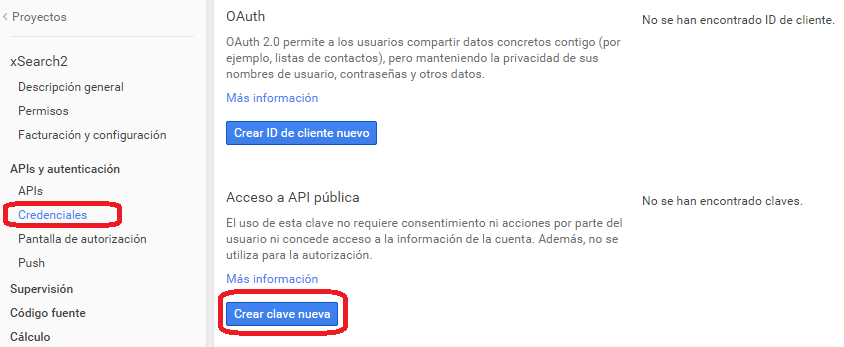 Proyectos
xSearch2
Descripción general
Permisos
Facturación y configuración
APIs y autenticación
APIs
Credenciales
Pantalla de autorización
Push
Supervisión
Código fuente
Cálculo
OAuth
OAuth 2.0 permite a los usuarios compartir datos concretos contigo (por
ejemplo, listas de contactos), pero manteniendo la privacidad de sus
nombres de usuario, contraseñas y otros datos.
Más información
Crear ID de cliente nuevo
No se han encontrado ID de cliente.
Acceso a API pública
El uso de esta clave no requiere consentimiento ni acciones por parte del
usuario ni concede acceso a la información de la cuenta. Además, no se
utiliza para la autorización.
Más información
Crear clave nueva
No se han encontrado claves.